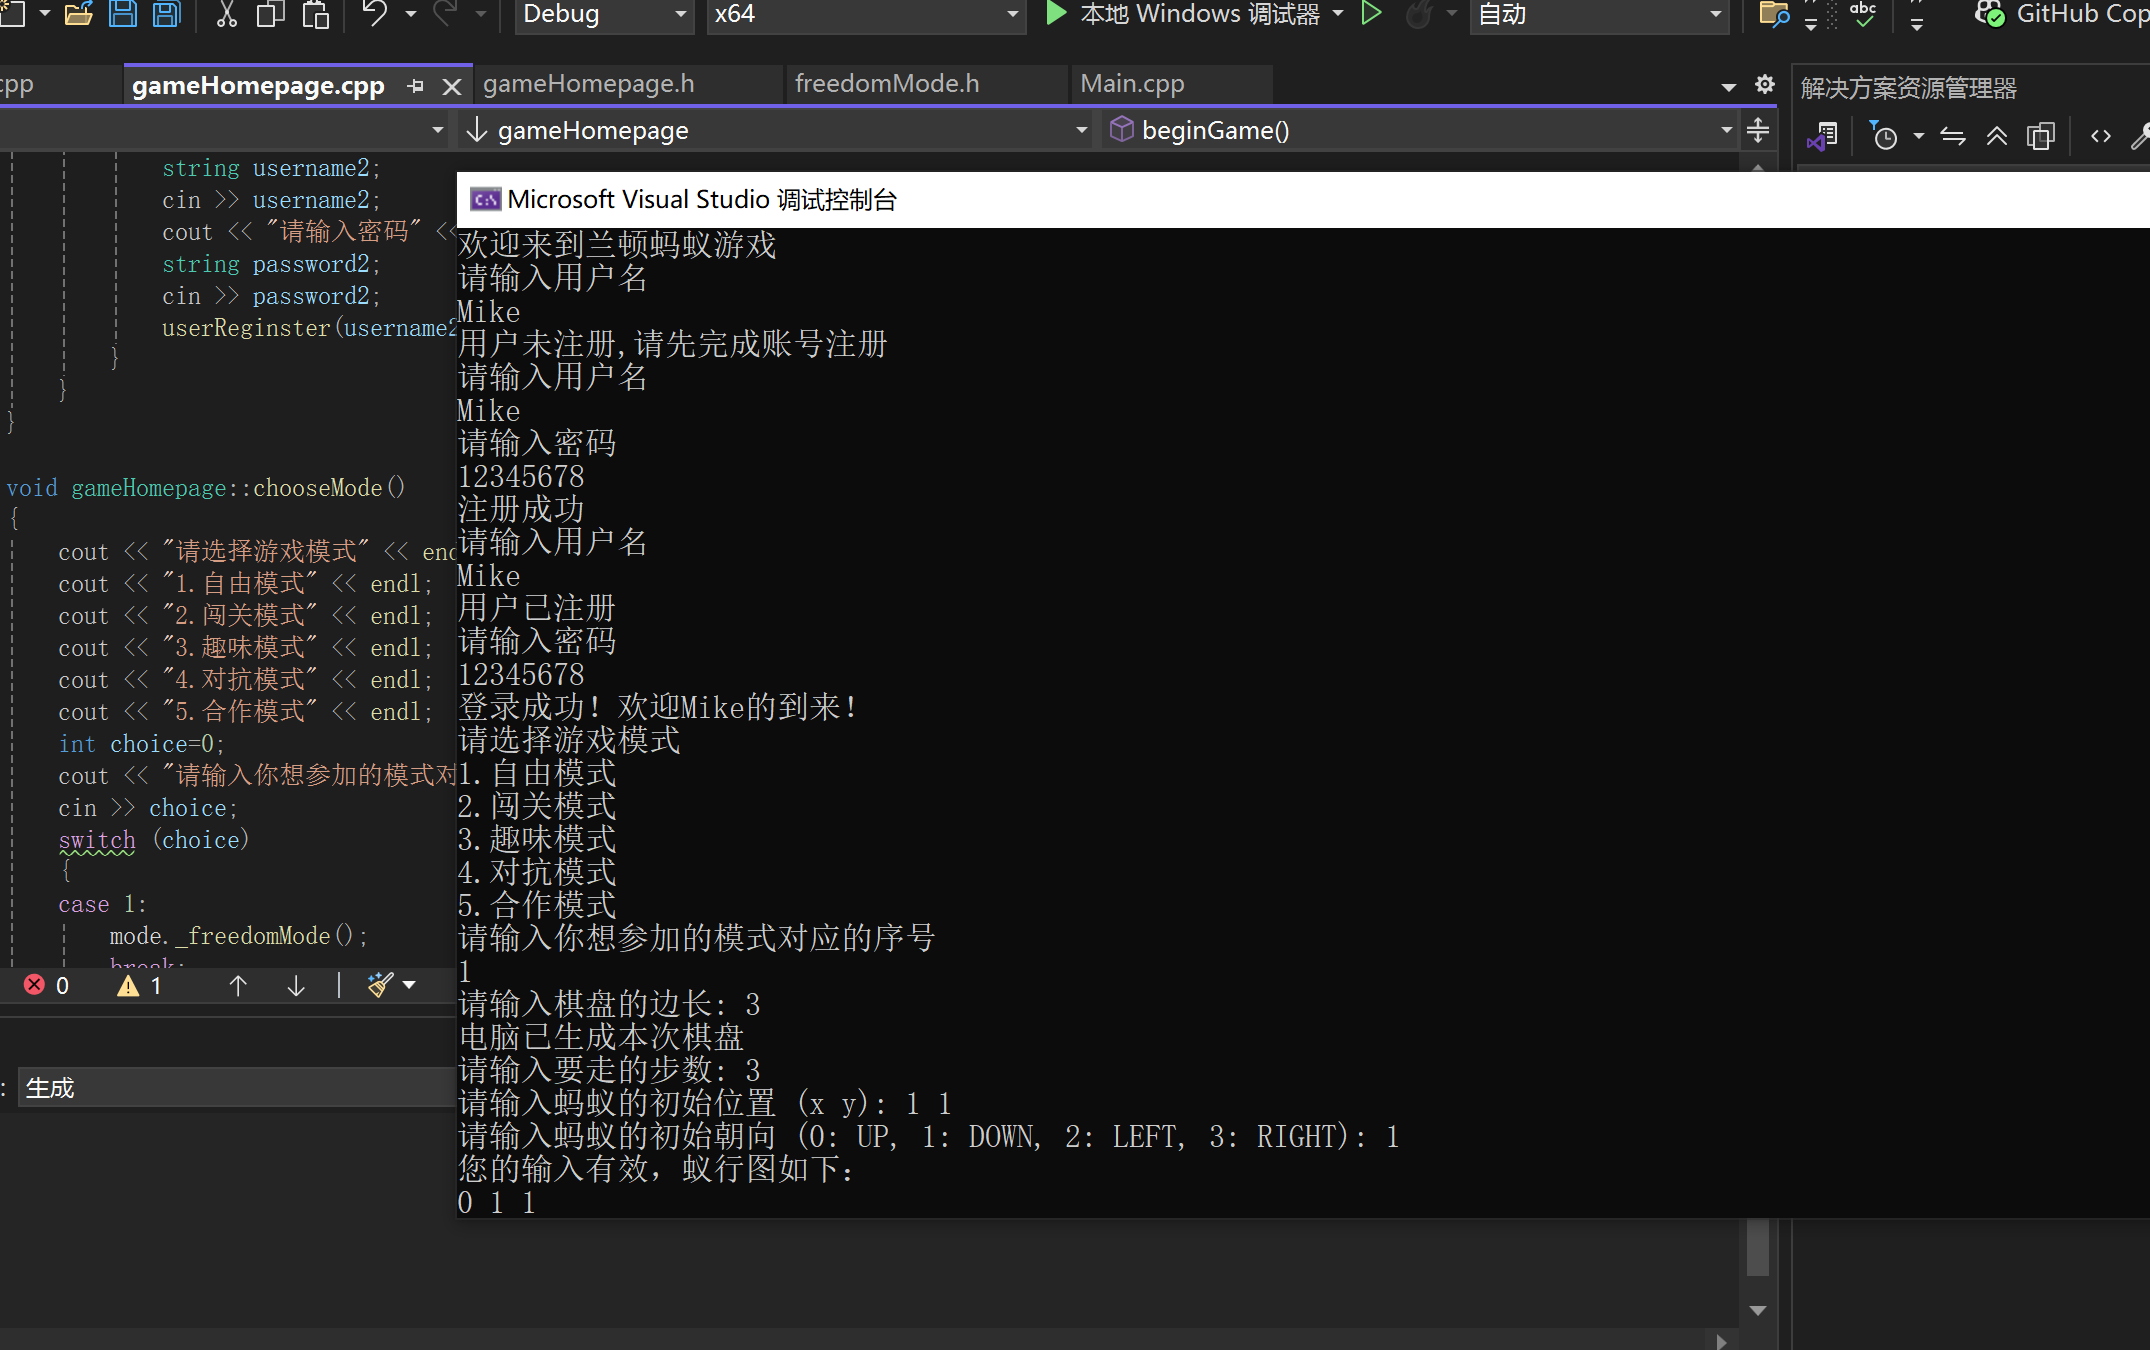 Debug
x64
本地 Windows 调试器
自动
abc
GitHub Cop
cpp
gameHomepage.cpp
gameHomepage.h
freedomMode.h
Main.cpp
解决方案资源管理器
gameHomepage
beginGame()
string username2;
cin >> username2;
cout << "请输入密码" <<
string password2;
cin >> password2;
userReginster(username2
}
}
}
void gameHomepage::chooseMode()
{
cout << "请选择游戏模式" << end
cout << "1.自由模式" << endl;
cout << "2.闯关模式" << endl;
cout << "3.趣味模式" << endl;
cout << "4.对抗模式" << endl;
cout << "5.合作模式" << endl;
int choice=0;
cout << "请输入你想参加的模式对
cin >> choice;
switch (choice)
{
case 1:
mode._freedomMode();
break;
0
1
: 生成
C:\ Microsoft Visual Studio 调试控制台
欢迎来到兰顿蚂蚁游戏
请输入用户名
Mike
用户未注册,请先完成账号注册
请输入用户名
Mike
请输入密码
12345678
注册成功
请输入用户名
Mike
用户已注册
请输入密码
12345678
登录成功！欢迎Mike的到来！
请选择游戏模式
1.自由模式
2.闯关模式
3.趣味模式
4.对抗模式
5.合作模式
请输入你想参加的模式对应的序号
1
请输入棋盘的边长: 3
电脑已生成本次棋盘
请输入要走的步数: 3
请输入蚂蚁的初始位置 (x y): 1 1
请输入蚂蚁的初始朝向 (0: UP, 1: DOWN, 2: LEFT, 3: RIGHT): 1
您的输入有效，蚁行图如下：
0 1 1